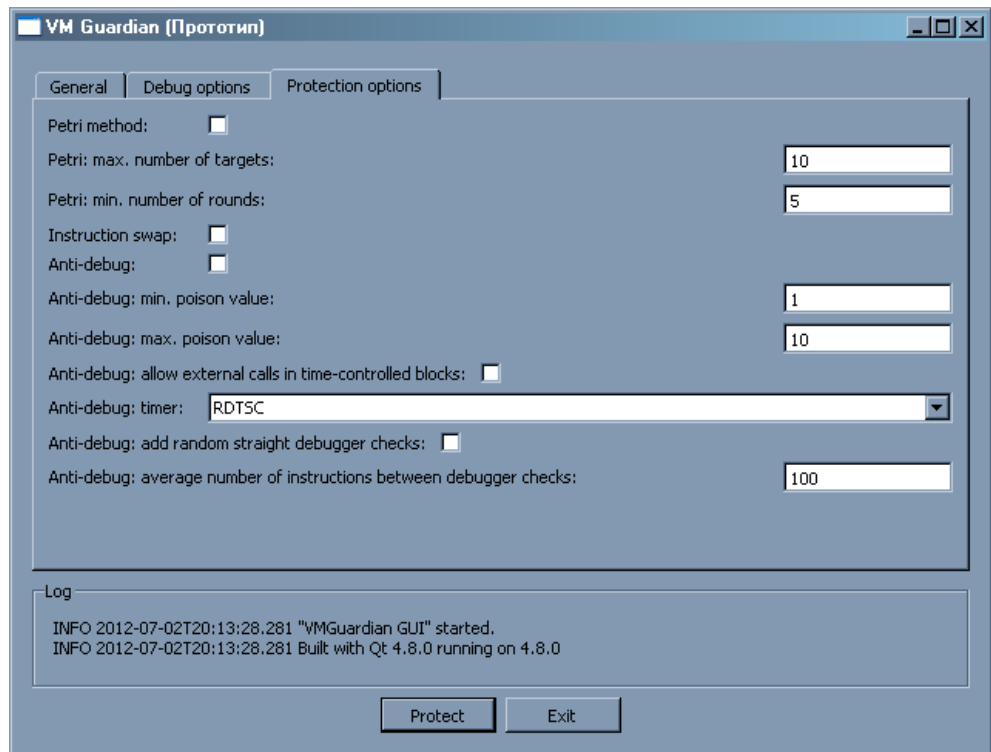 VM Guardian (Прототип)
General Debug options Protection options
Petri method:
Petri: max. number of targets: 10
Petri: min. number of rounds: 5
Instruction swap:
Anti-debug:
Anti-debug: min. poison value: 1
Anti-debug: max. poison value: 10
Anti-debug: allow external calls in time-controlled blocks:
Anti-debug: timer: RDTSC
Anti-debug: add random straight debugger checks:
Anti-debug: average number of instructions between debugger checks: 100
Log
INFO 2012-07-02T20:13:28.281 "VMGuardian GUI" started.
INFO 2012-07-02T20:13:28.281 Built with Qt 4.8.0 running on 4.8.0
Protect Exit